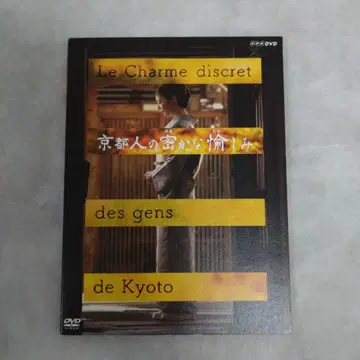 NHK DVD
Le Charme discret
京都人の密かな愉しみ
des gens
de Kyoto
DVD
VIDEO